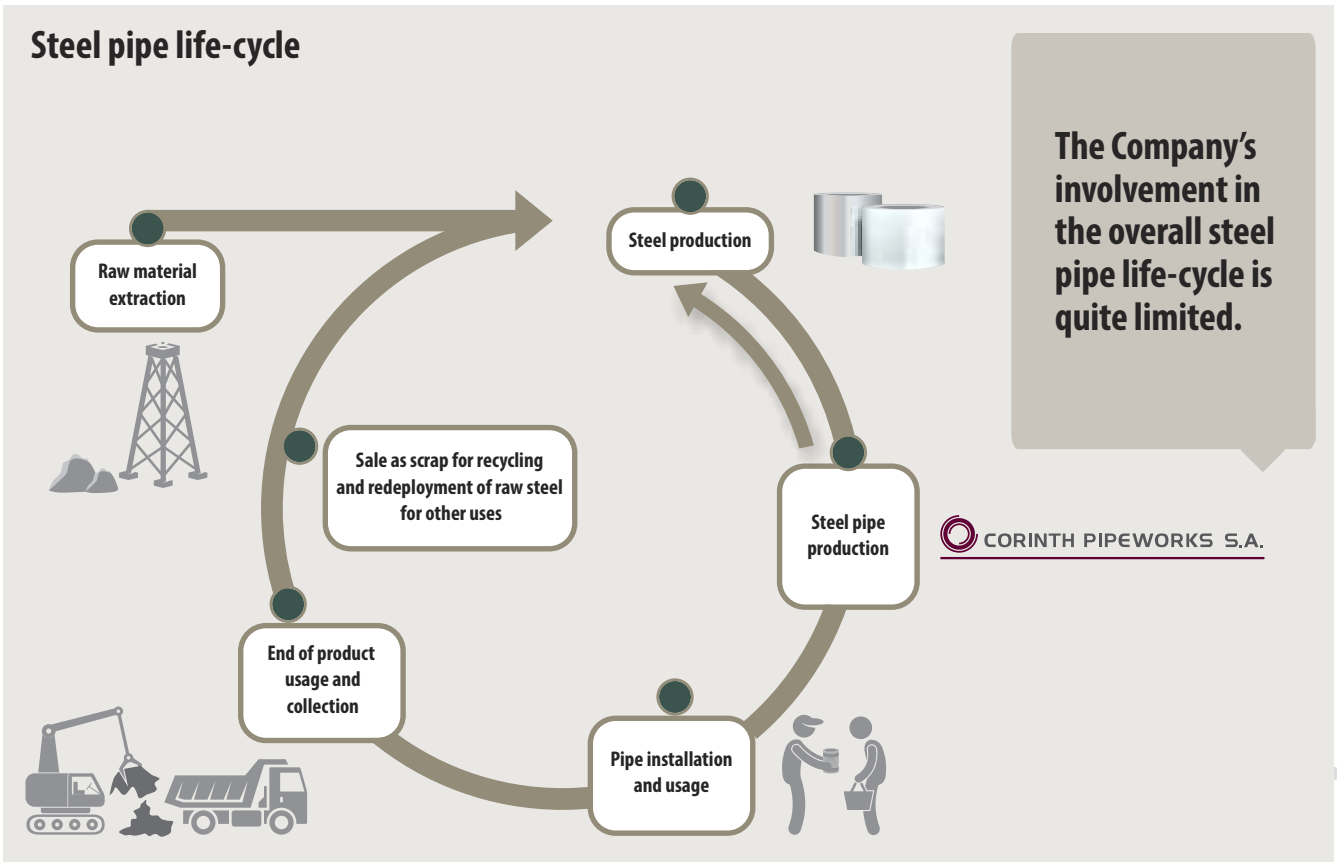 Steel pipe life-cycle
The Company’s
involvement in
the overall steel
pipe life-cycle is
quite limited.
Steel production
Raw material
extraction
Sale as scrap for recycling
and redeployment of raw steel
for other uses
Steel pipe
production
CORINTH PIPEWORKS S.A.
End of product
usage and
collection
Pipe installation
and usage